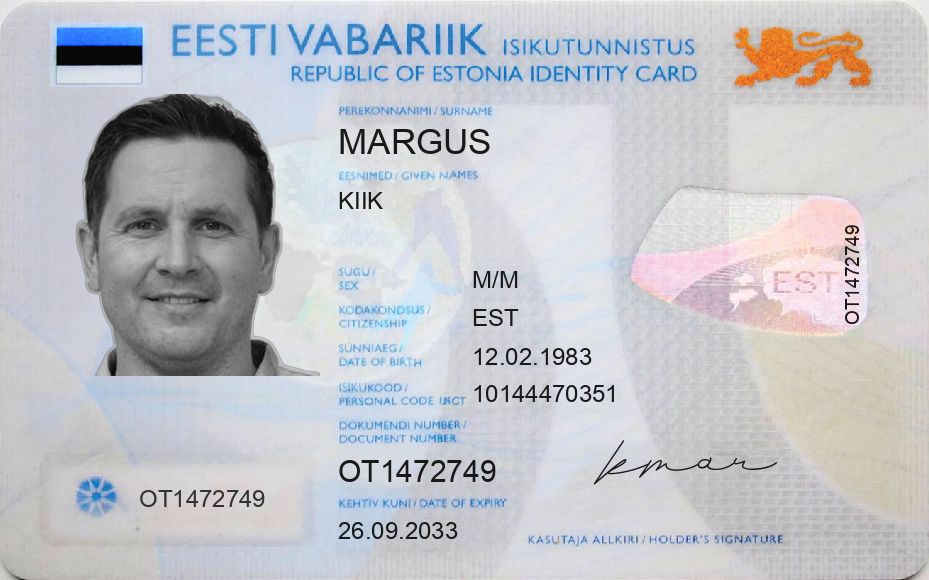 EESTI VABARIIK ISIKUTUNNISTUS
REPUBLIC OF ESTONIA IDENTITY CARD
PEREKONNANIMI / SURNAME
MARGUS
EESNIMED / GIVEN NAMES
KIIK
SUGU /
SEX
M/M
KODAKONDSUS /
CITIZENSHIP
EST
SÜNNIAEG /
DATE OF BIRTH
12.02.1983
ISIKUKOOD /
PERSONAL CODE
10144470351
DOKUMENDI NUMBER /
DOCUMENT NUMBER
OT1472749
KEHTIV KUNI / DATE OF EXPIRY
26.09.2033
OT1472749
EST
OT1472749
kmar
KASUTAJA ALLKIRI / HOLDER'S SIGNATURE